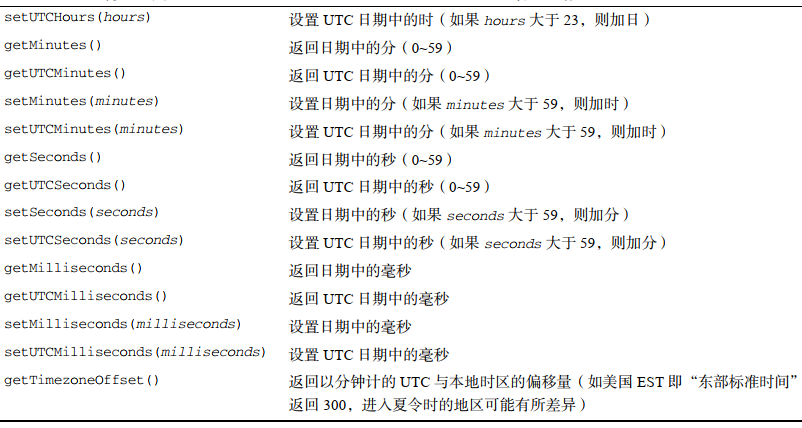 setUTCHours(hours) 设置 UTC 日期中的时（如果 hours 大于 23，则加日）
getMinutes() 返回日期中的分（0~59）
getUTCMinutes() 返回 UTC 日期中的分（0~59）
setMinutes(minutes) 设置日期中的分（如果 minutes 大于 59，则加时）
setUTCMinutes(minutes) 设置 UTC 日期中的分（如果 minutes 大于 59，则加时）
getSeconds() 返回日期中的秒（0~59）
getUTCSeconds() 返回 UTC 日期中的秒（0~59）
setSeconds(seconds) 设置日期中的秒（如果 seconds 大于 59，则加分）
setUTCSeconds(seconds) 设置 UTC 日期中的秒（如果 seconds 大于 59，则加分）
getMilliseconds() 返回日期中的毫秒
getUTCMilliseconds() 返回 UTC 日期中的毫秒
setMilliseconds(milliseconds) 设置日期中的毫秒
setUTCMilliseconds(milliseconds) 设置 UTC 日期中的毫秒
getTimezoneOffset() 返回以分钟计的 UTC 与本地时区的偏移量（如美国 EST 即“东部标准时间”
返回 300，进入夏令时的地区可能有所差异）